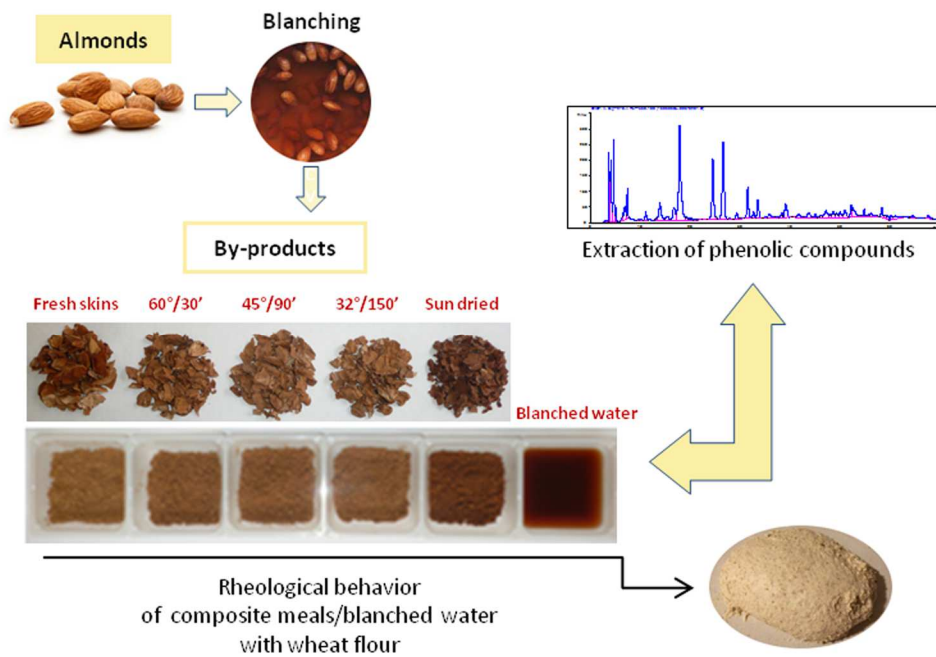 Almonds
Blanching
By-products
Extraction of phenolic compounds
Fresh skins 60°/30’ 45°/90’ 32°/150’ Sun dried
Blanched water
Rheological behavior
of composite meals/blanched water
with wheat flour